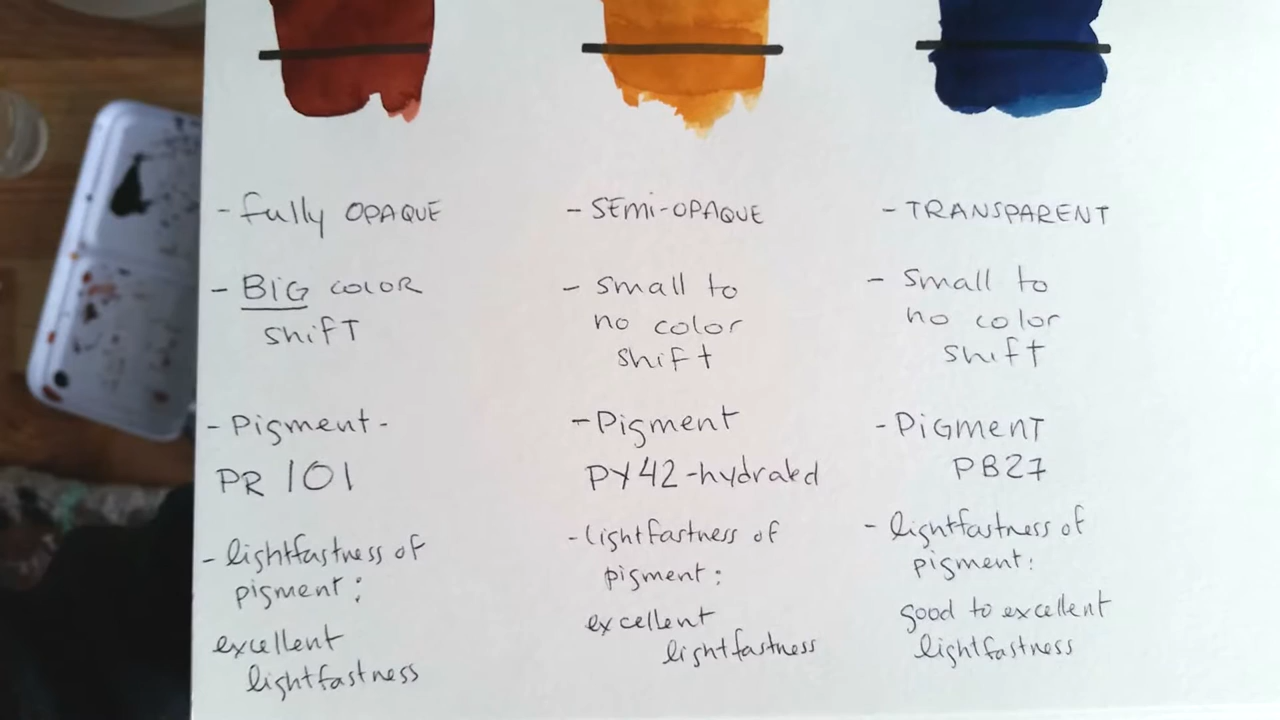 - fully OPAQUE
- BIG COLOR
shift
- Pigment -
PR 101
- lightfastness of
pigment:
excellent
lightfastness
- SEMI-OPAQUE
- small to
no color
shift
- Pigment
PY42-hydrated
- lightfastness of
pigment:
excellent
lightfastness
- TRANSPARENT
- small to
no color
shift
- PIGMENT
PB27
- lightfastness of
pigment:
good to excellent
lightfastness